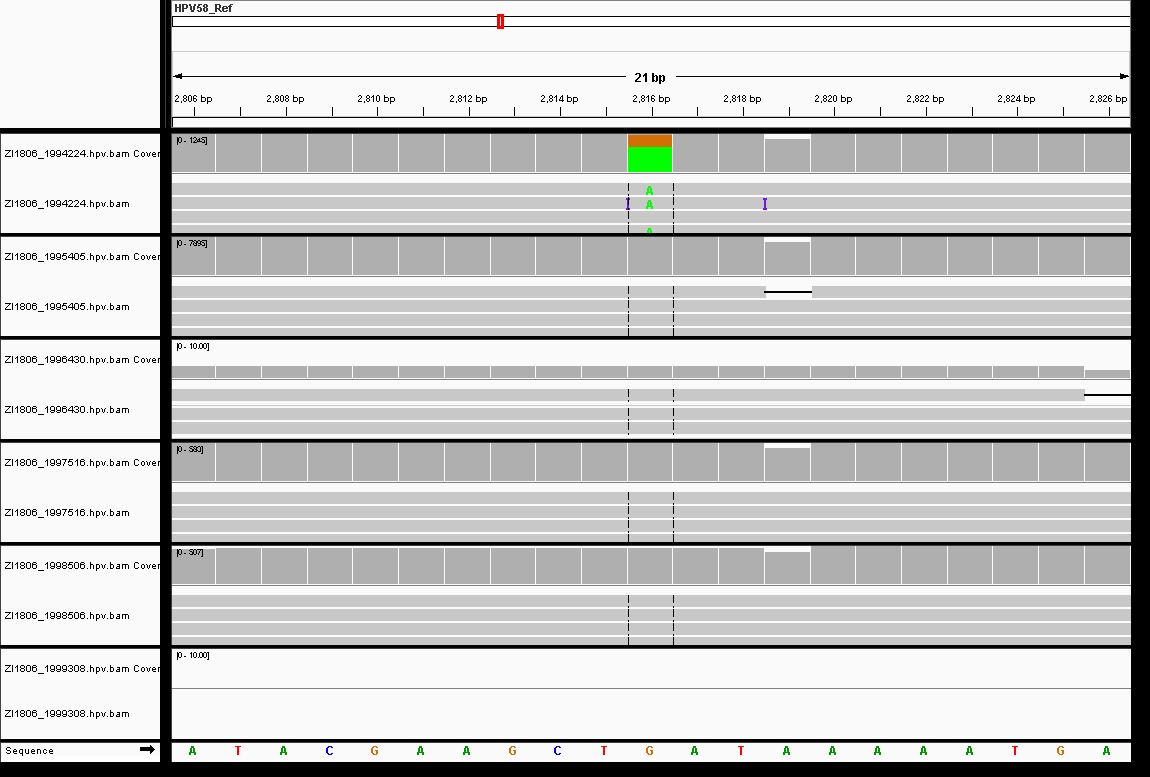 HPV58_Ref
21 bp
2,806 bp 2,808 bp 2,810 bp 2,812 bp 2,814 bp 2,816 bp 2,818 bp 2,820 bp 2,822 bp 2,824 bp 2,826 bp
[0 - 1245]
ZI1806_1994224.hpv.bam Cover
A
ZI1806_1994224.hpv.bam I A I
A
[0 - 7895]
ZI1806_1995405.hpv.bam Cover
ZI1806_1995405.hpv.bam
[0 - 10.00]
ZI1806_1996430.hpv.bam Cover
ZI1806_1996430.hpv.bam
[0 - 583]
ZI1806_1997516.hpv.bam Cover
ZI1806_1997516.hpv.bam
[0 - 507]
ZI1806_1998506.hpv.bam Cover
ZI1806_1998506.hpv.bam
[0 - 10.00]
ZI1806_1999308.hpv.bam Cover
ZI1806_1999308.hpv.bam
Sequence A T A C G A A G C T G A T A A A A A T G A